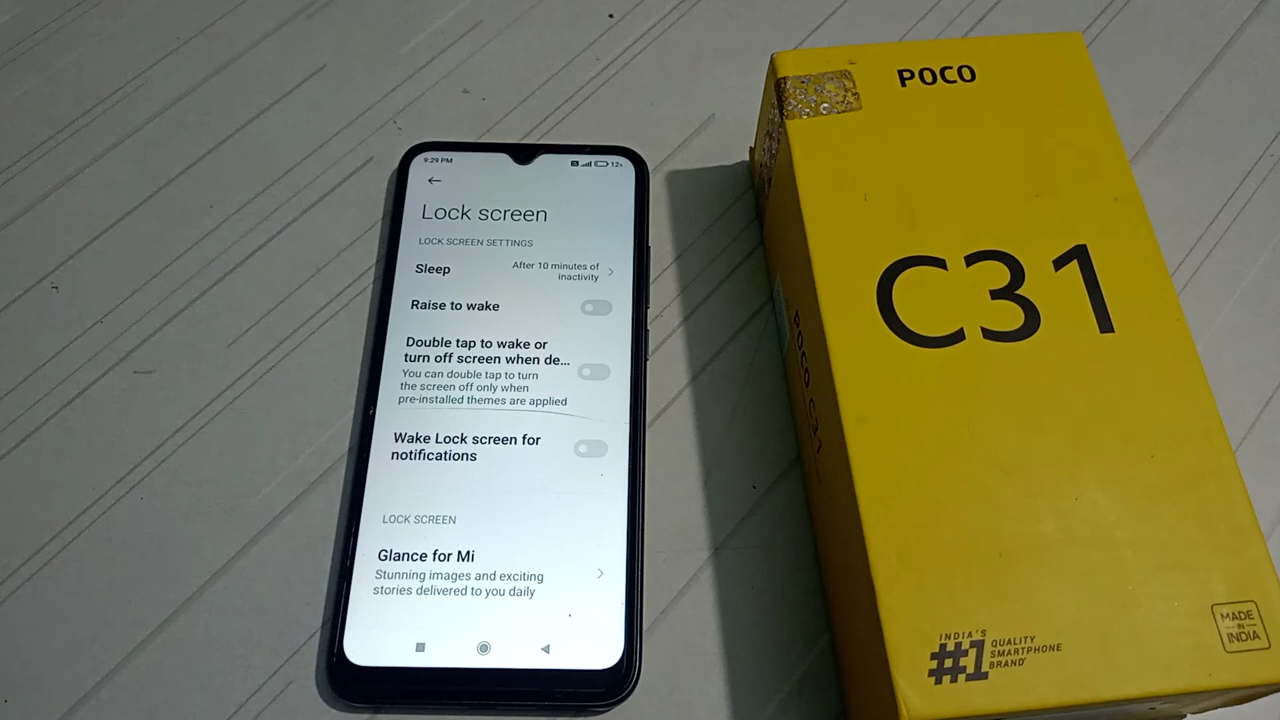 9:29 PM
12%
Lock screen
LOCK SCREEN SETTINGS
Sleep
After 10 minutes of
inactivity
Raise to wake
Double tap to wake or
turn off screen when de...
You can double tap to turn
the screen off only when
pre-installed themes are applied
Wake Lock screen for
notifications
LOCK SCREEN
Glance for Mi
Stunning images and exciting
stories delivered to you daily
POCO
C31
POCO C31
INDIA'S
#1
QUALITY
SMARTPHONE
BRAND*
MADE
IN
INDIA